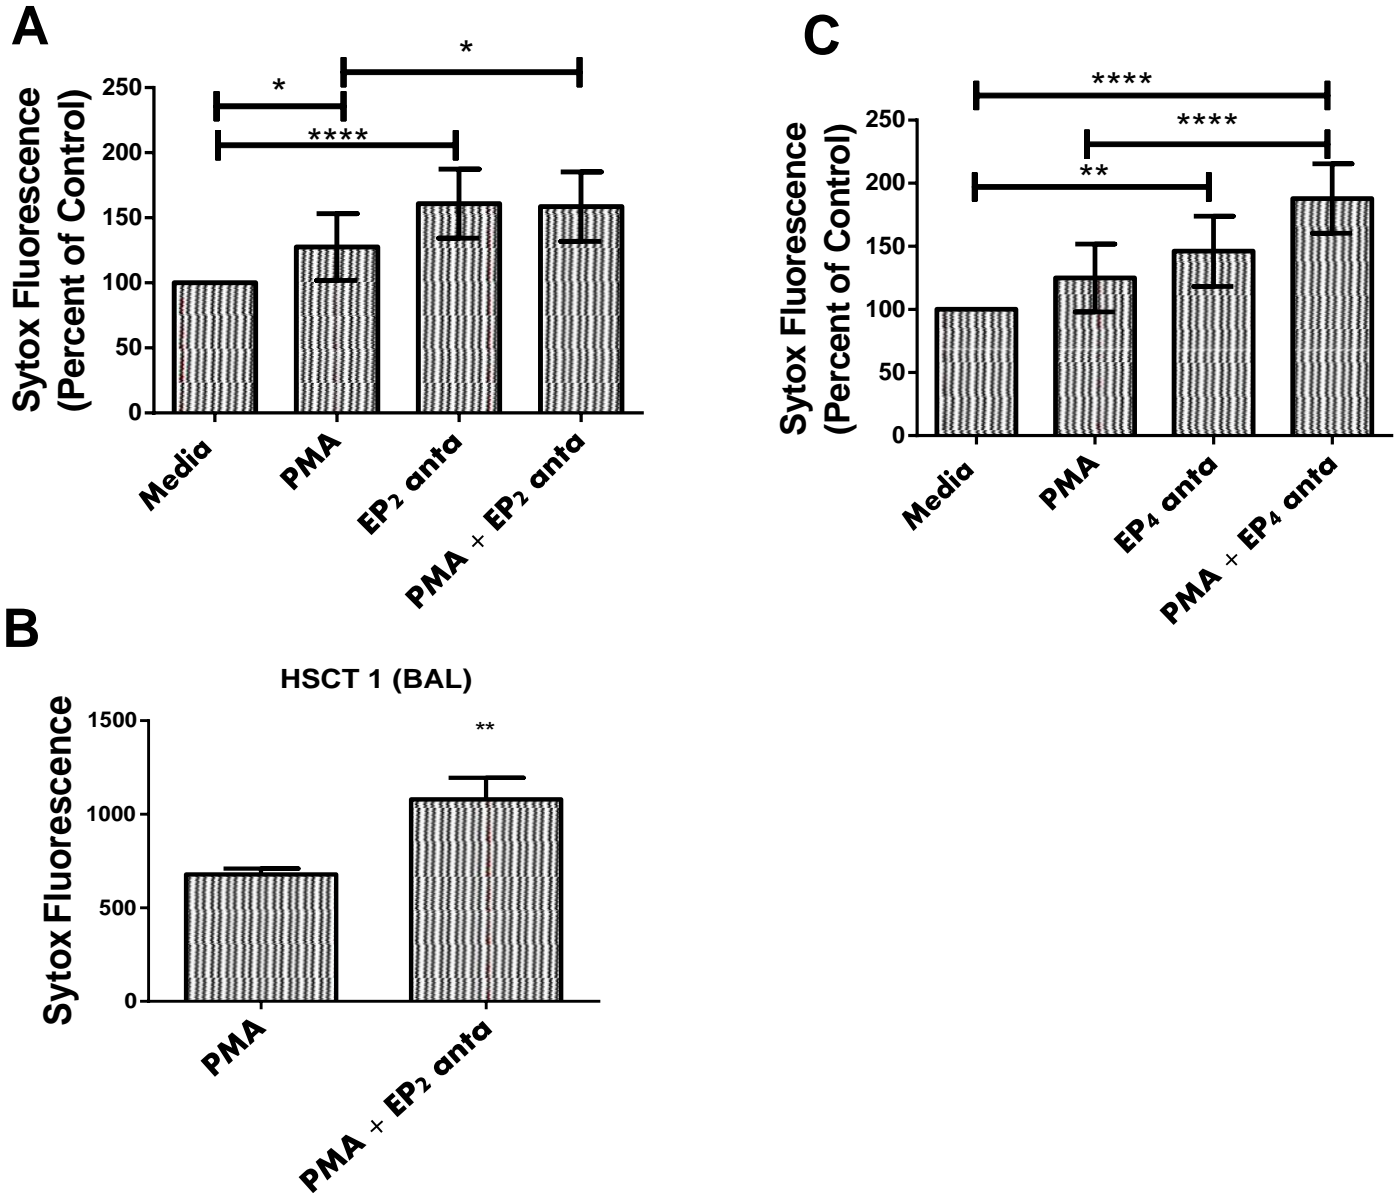 A
*
*
****
250
200
150
100
50
0
Sytox Fluorescence
(Percent of Control)
Media
PMA
EP₂ anta
PMA + EP₂ anta
C
****
****
**
250
200
150
100
50
0
Sytox Fluorescence
(Percent of Control)
Media
PMA
EP₄ anta
PMA + EP₄ anta
B
HSCT 1 (BAL)
**
1500
1000
500
0
Sytox Fluorescence
PMA
PMA + EP₂ anta